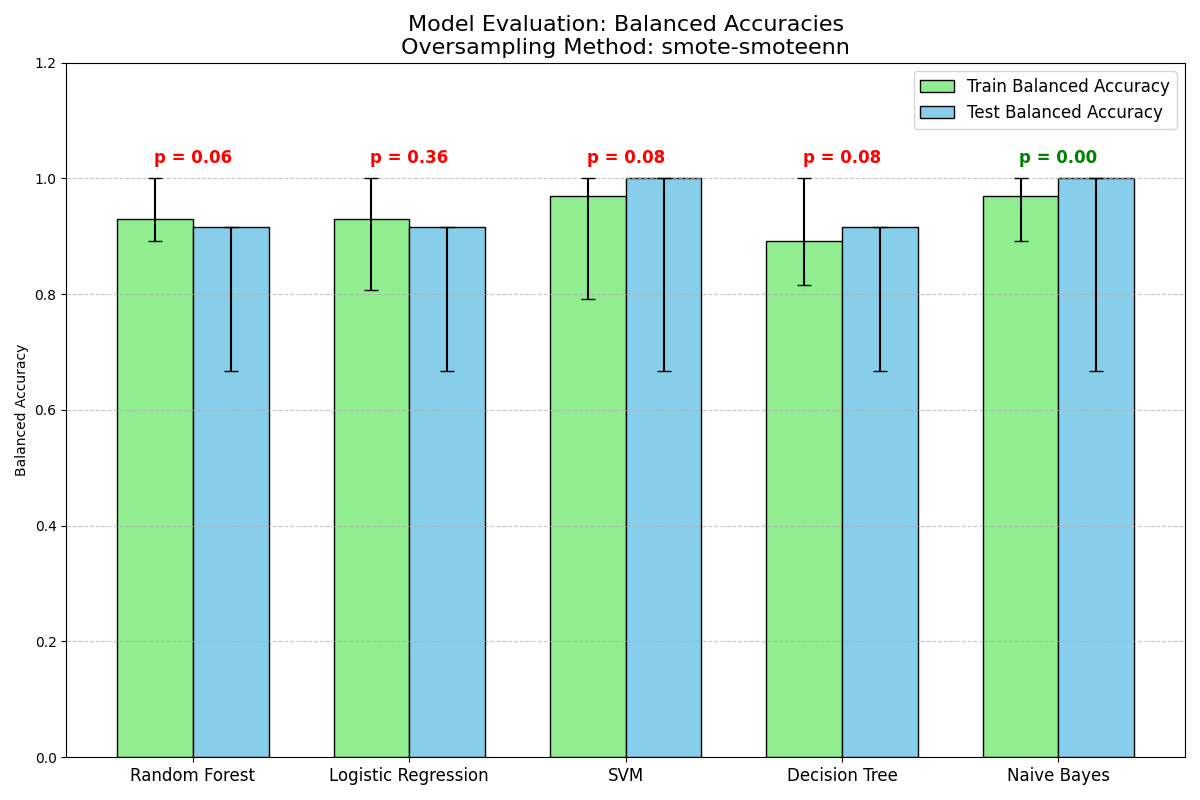 Model Evaluation: Balanced Accuracies
Oversampling Method: smote-smoteenn
Train Balanced Accuracy
Test Balanced Accuracy
p = 0.06
p = 0.36
p = 0.08
p = 0.08
p = 0.00
Balanced Accuracy
1.2
1.0
0.8
0.6
0.4
0.2
0.0
Random Forest
Logistic Regression
SVM
Decision Tree
Naive Bayes